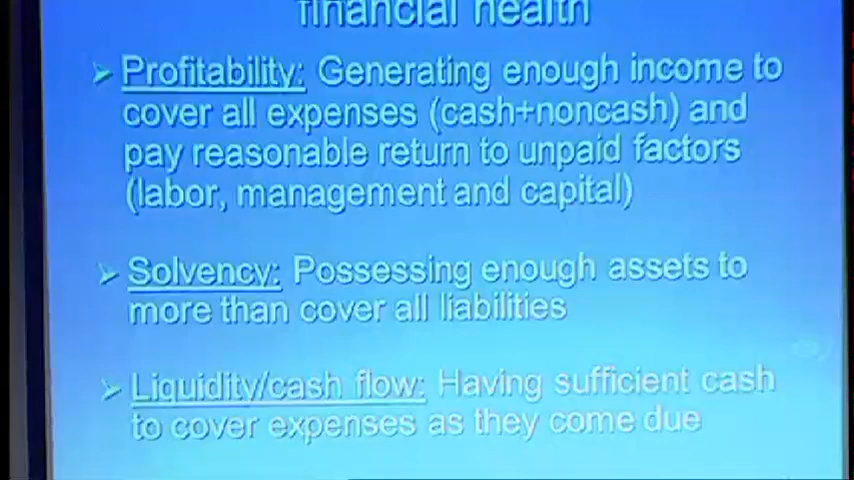 financial health
➢ Profitability: Generating enough income to
cover all expenses (cash+noncash) and
pay reasonable return to unpaid factors
(labor, management and capital)
➢ Solvency: Possessing enough assets to
more than cover all liabilities
➢ Liquidity/cash flow: Having sufficient cash
to cover expenses as they come due